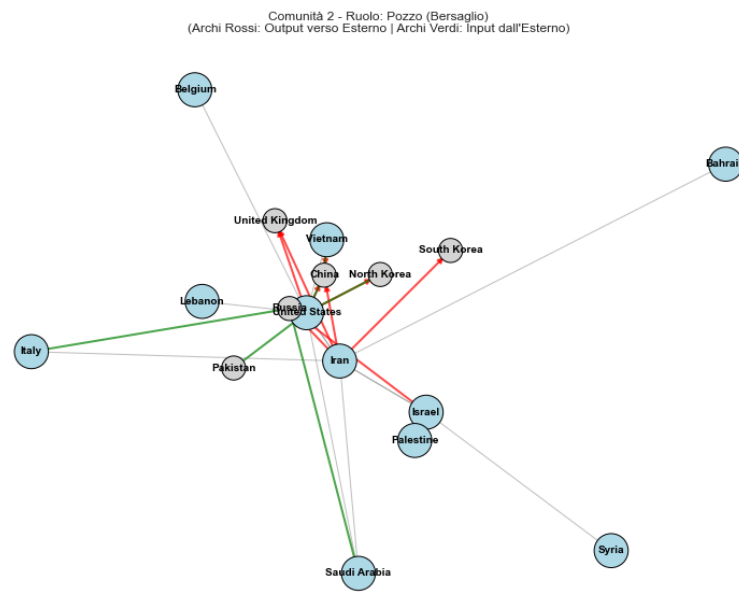 Comunità 2 - Ruolo: Pozzo (Bersaglio)
(Archi Rossi: Output verso Esterno | Archi Verdi: Input dall'Esterno)
Belgium
Bahrai
United Kingdom
Vietnam
South Korea
China
North Korea
Lebanon
Russia
United States
Italy
Iran
Pakistan
Israel
Palestine
Syria
Saudi Arabia